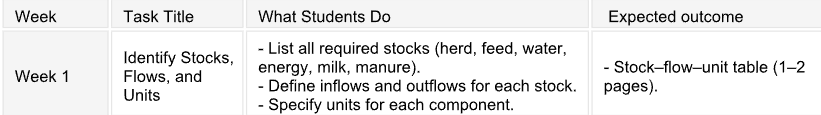 Week
Task Title
What Students Do
Expected outcome
Week 1
Identify Stocks,
Flows, and
Units
- List all required stocks (herd, feed, water,
energy, milk, manure).
- Define inflows and outflows for each stock.
- Specify units for each component.
- Stock–flow–unit table (1–2
pages).